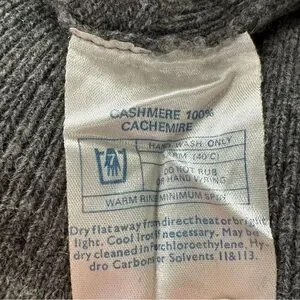 CASHMERE 100%
CACHEMIRE
HAND WASH ONLY
WARM (40°C)
DO NOT RUB
OR HAND WRING
WARM RINSE MINIMUM SPIN
Dry flat away from direct heat or bright
light. Cool iron if necessary. May be
dry cleaned in Perchloroethylene, Hy-
dro Carbons or Solvents 11&113.